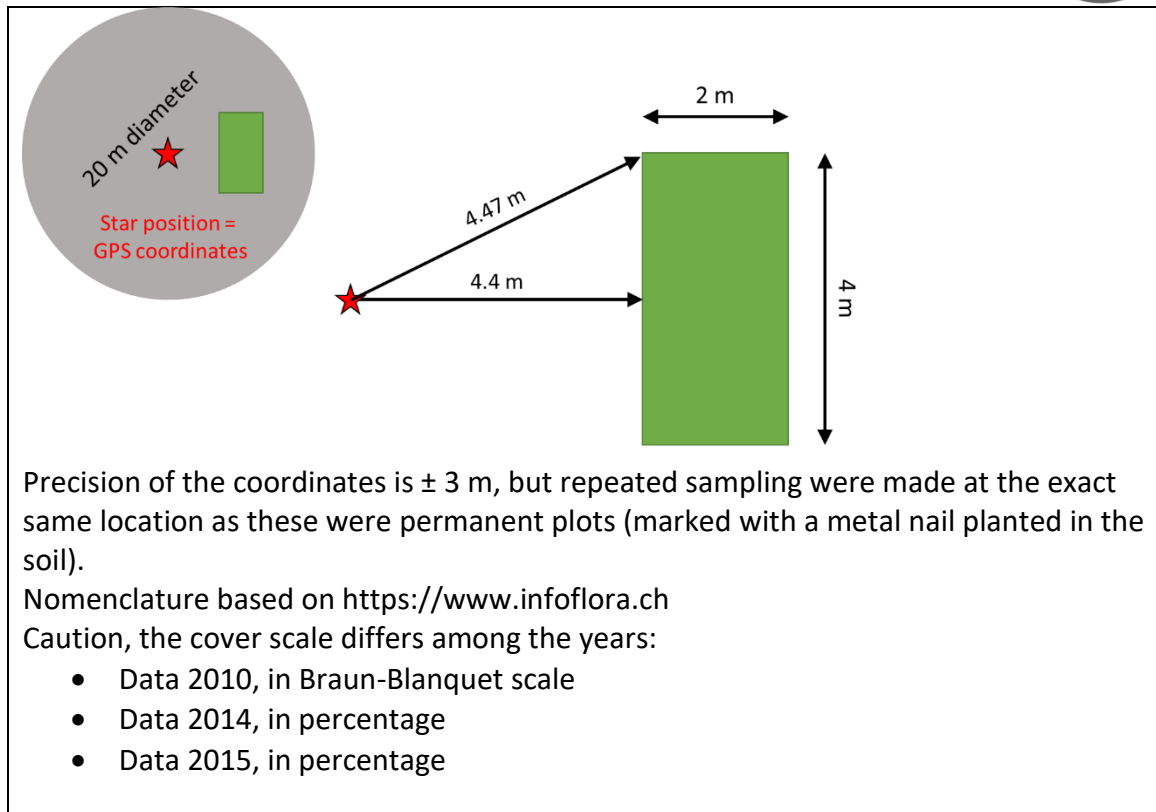 20 m diameter
Star position =
GPS coordinates
2 m
4.47 m
4.4 m
4 m
Precision of the coordinates is ± 3 m, but repeated sampling were made at the exact
same location as these were permanent plots (marked with a metal nail planted in the
soil).
Nomenclature based on https://www.infoflora.ch
Caution, the cover scale differs among the years:
• Data 2010, in Braun-Blanquet scale
• Data 2014, in percentage
• Data 2015, in percentage